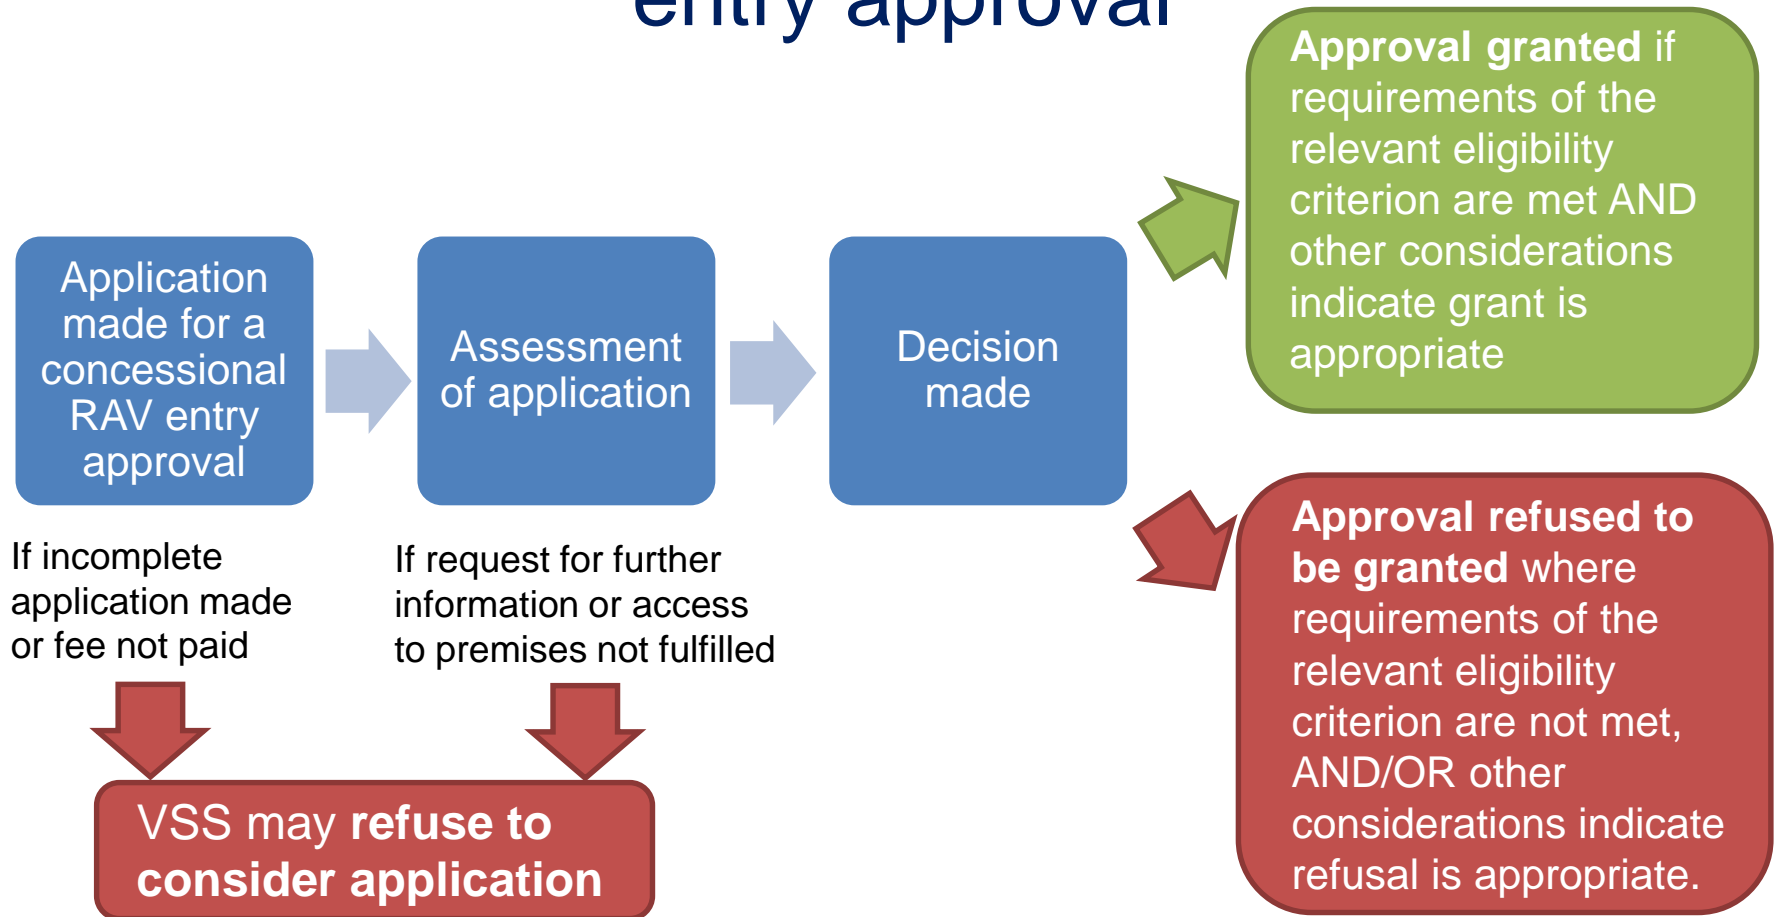 entry approval
Application
made for a
concessional
RAV entry
approval
Assessment
of application
Decision
made
Approval granted if
requirements of the
relevant eligibility
criterion are met AND
other considerations
indicate grant is
appropriate
If incomplete
application made
or fee not paid
If request for further
information or access
to premises not fulfilled
VSS may refuse to
consider application
Approval refused to
be granted where
requirements of the
relevant eligibility
criterion are not met,
AND/OR other
considerations indicate
refusal is appropriate.